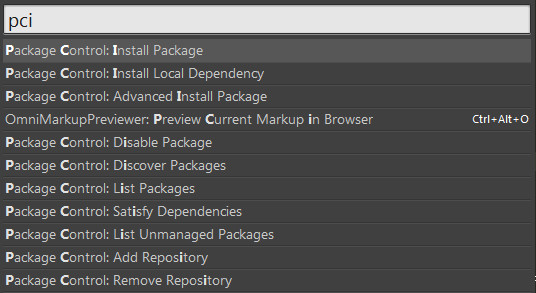 pci
Package Control: Install Package
Package Control: Install Local Dependency
Package Control: Advanced Install Package
OmniMarkupPreviewer: Preview Current Markup in Browser Ctrl+Alt+O
Package Control: Disable Package
Package Control: Discover Packages
Package Control: List Packages
Package Control: Satisfy Dependencies
Package Control: List Unmanaged Packages
Package Control: Add Repository
Package Control: Remove Repository